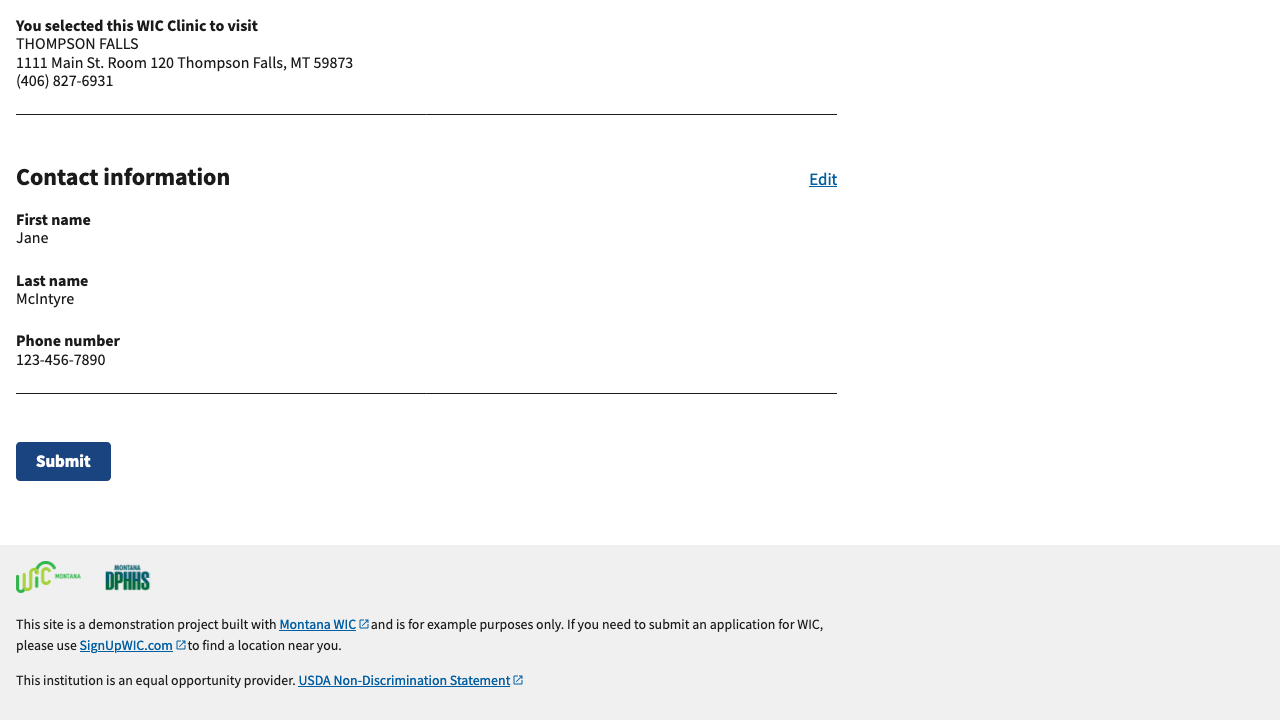 You selected this WIC Clinic to visit
THOMPSON FALLS
1111 Main St. Room 120 Thompson Falls, MT 59873
(406) 827-6931
Contact information
Edit
First name
Jane
Last name
McIntyre
Phone number
123-456-7890
Submit
WIC MONTANA
MONTANA
DPHHS
This site is a demonstration project built with Montana WIC and is for example purposes only. If you need to submit an application for WIC,
please use SignUpWIC.com to find a location near you.
This institution is an equal opportunity provider. USDA Non-Discrimination Statement